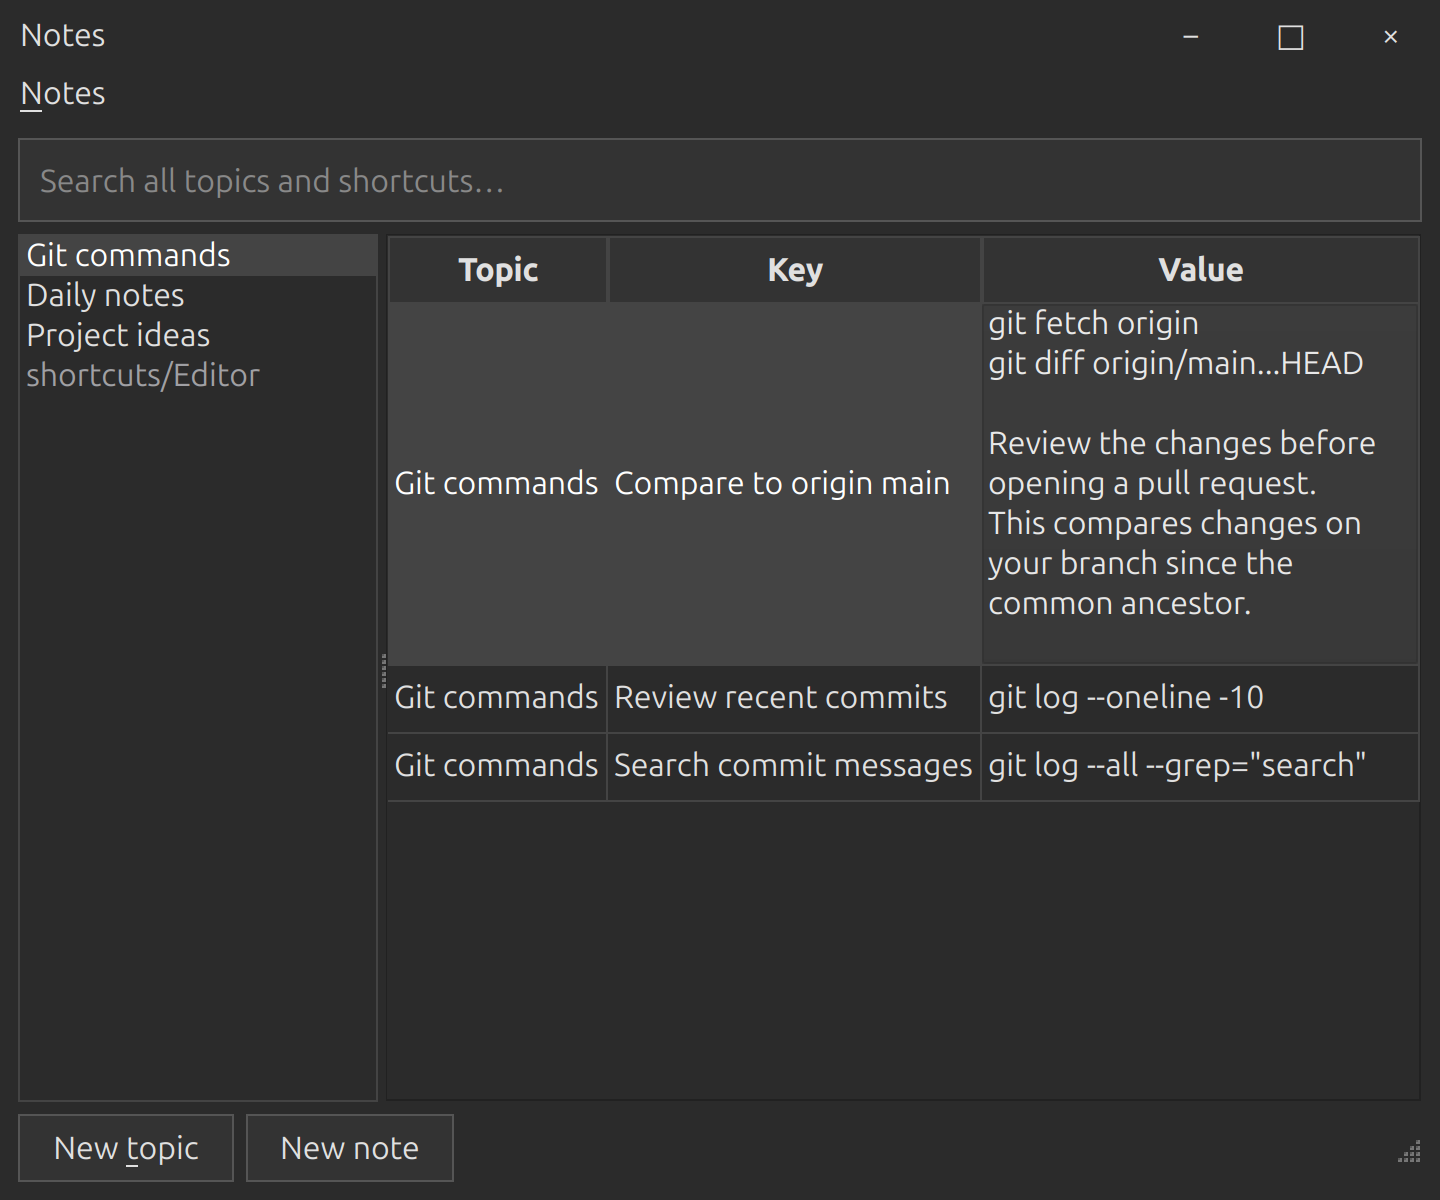 Notes
Notes
Search all topics and shortcuts…
Git commands
Daily notes
Project ideas
shortcuts/Editor
Topic Key Value
Git commands Compare to origin main
git fetch origin
git diff origin/main...HEAD
Review the changes before
opening a pull request.
This compares changes on
your branch since the
common ancestor.
Git commands Review recent commits git log --oneline -10
Git commands Search commit messages git log --all --grep="search"
New topic New note